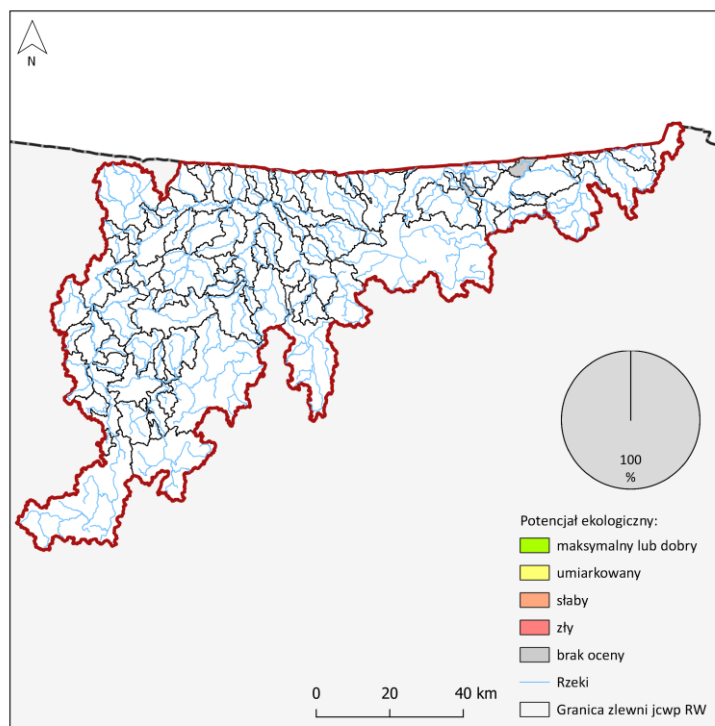 N
100
%
Potencjał ekologiczny:
maksymalny lub dobry
umiarkowany
słaby
zły
brak oceny
Rzeki
Granica zlewni jcwp RW
0 20 40 km